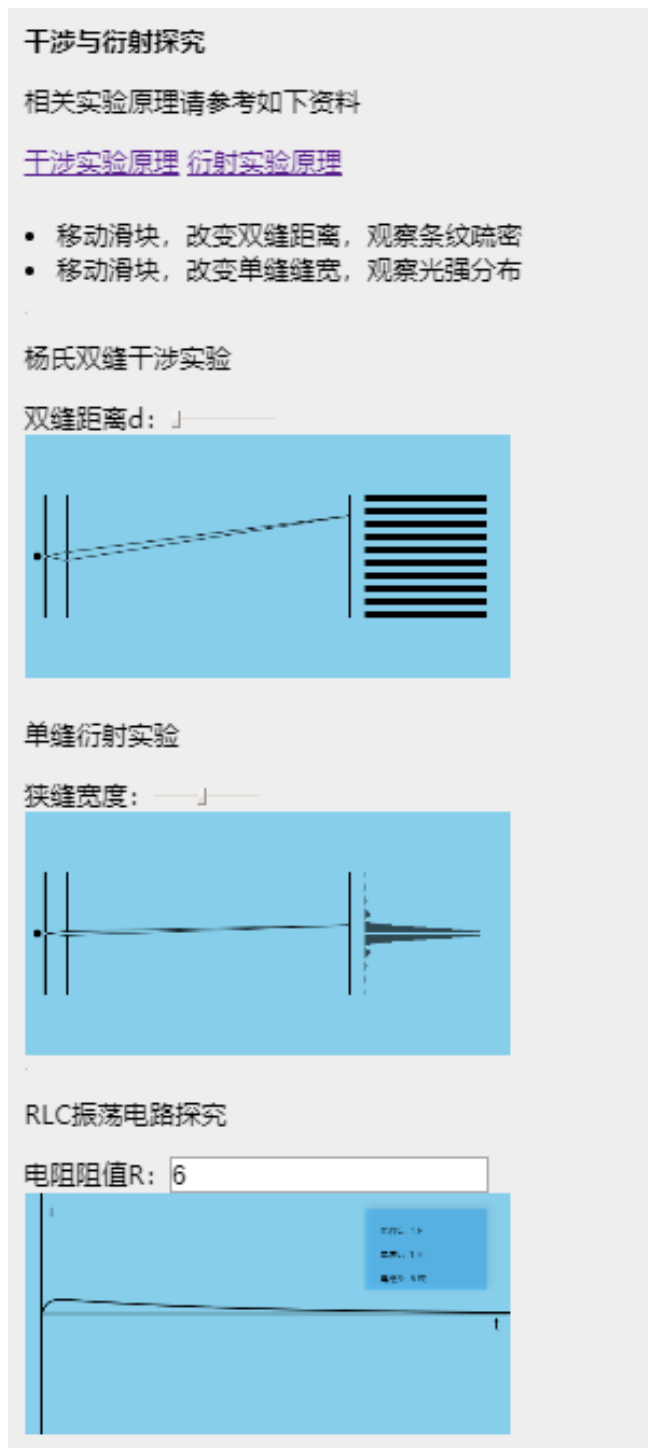 干涉与衍射探究
相关实验原理请参考如下资料
干涉实验原理 衍射实验原理
移动滑块，改变双缝距离，观察条纹疏密
移动滑块，改变单缝缝宽，观察光强分布
杨氏双缝干涉实验
双缝距离d：
单缝衍射实验
狭缝宽度：
RLC振荡电路探究
电阻阻值R：6
t